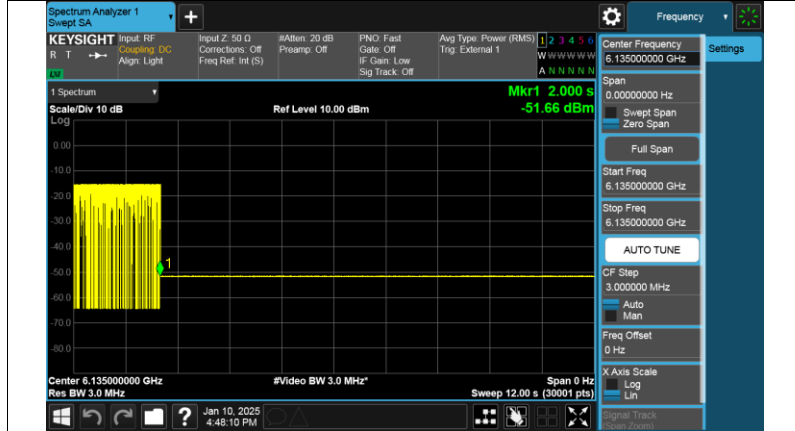 Spectrum Analyzer 1
Swept SA
Frequency
KEYSIGHT
R T
LXI
Input: RF
Coupling: DC
Align: Light
Input Z: 50 Ω
Corrections: Off
Freq Ref: Int (S)
#Atten: 20 dB
Preamp: Off
PNO: Fast
Gate: Off
IF Gain: Low
Sig Track: Off
Avg Type: Power (RMS)
Trig: External 1
1 2 3 4 5 6
W W W W W W
A N N N N N
Center Frequency
6.135000000 GHz
Settings
1 Spectrum
Scale/Div 10 dB
Log
Ref Level 10.00 dBm
Mkr1 2.000 s
-51.66 dBm
0.00
-10.0
-20.0
-30.0
-40.0
-50.0
-60.0
-70.0
-80.0
1
Center 6.135000000 GHz
Res BW 3.0 MHz
#Video BW 3.0 MHz*
Span 0 Hz
Sweep 12.00 s (30001 pts)
Span
0.00000000 Hz
Swept Span
Zero Span
Full Span
Start Freq
6.135000000 GHz
Stop Freq
6.135000000 GHz
AUTO TUNE
CF Step
3.000000 MHz
Auto
Man
Freq Offset
0 Hz
X Axis Scale
Log
Lin
Signal Track
(Span Zoom)
?
Jan 10, 2025
4:48:10 PM